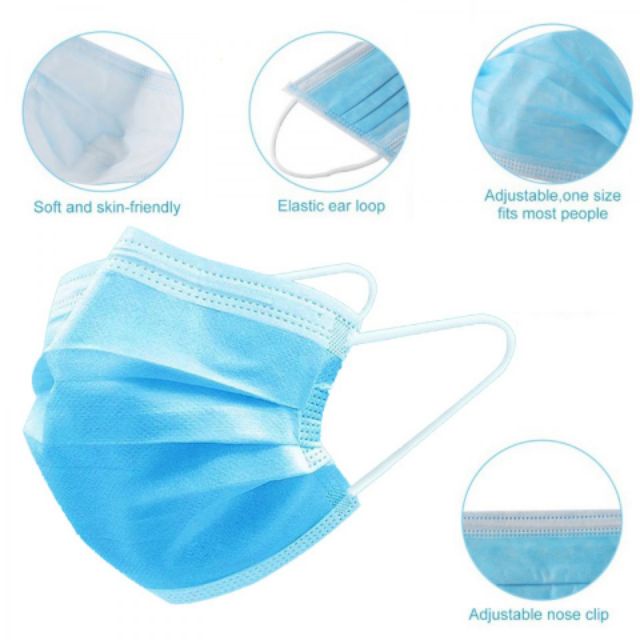 Soft and skin-friendly
Elastic ear loop
Adjustable,one size
fits most people
Adjustable nose clip